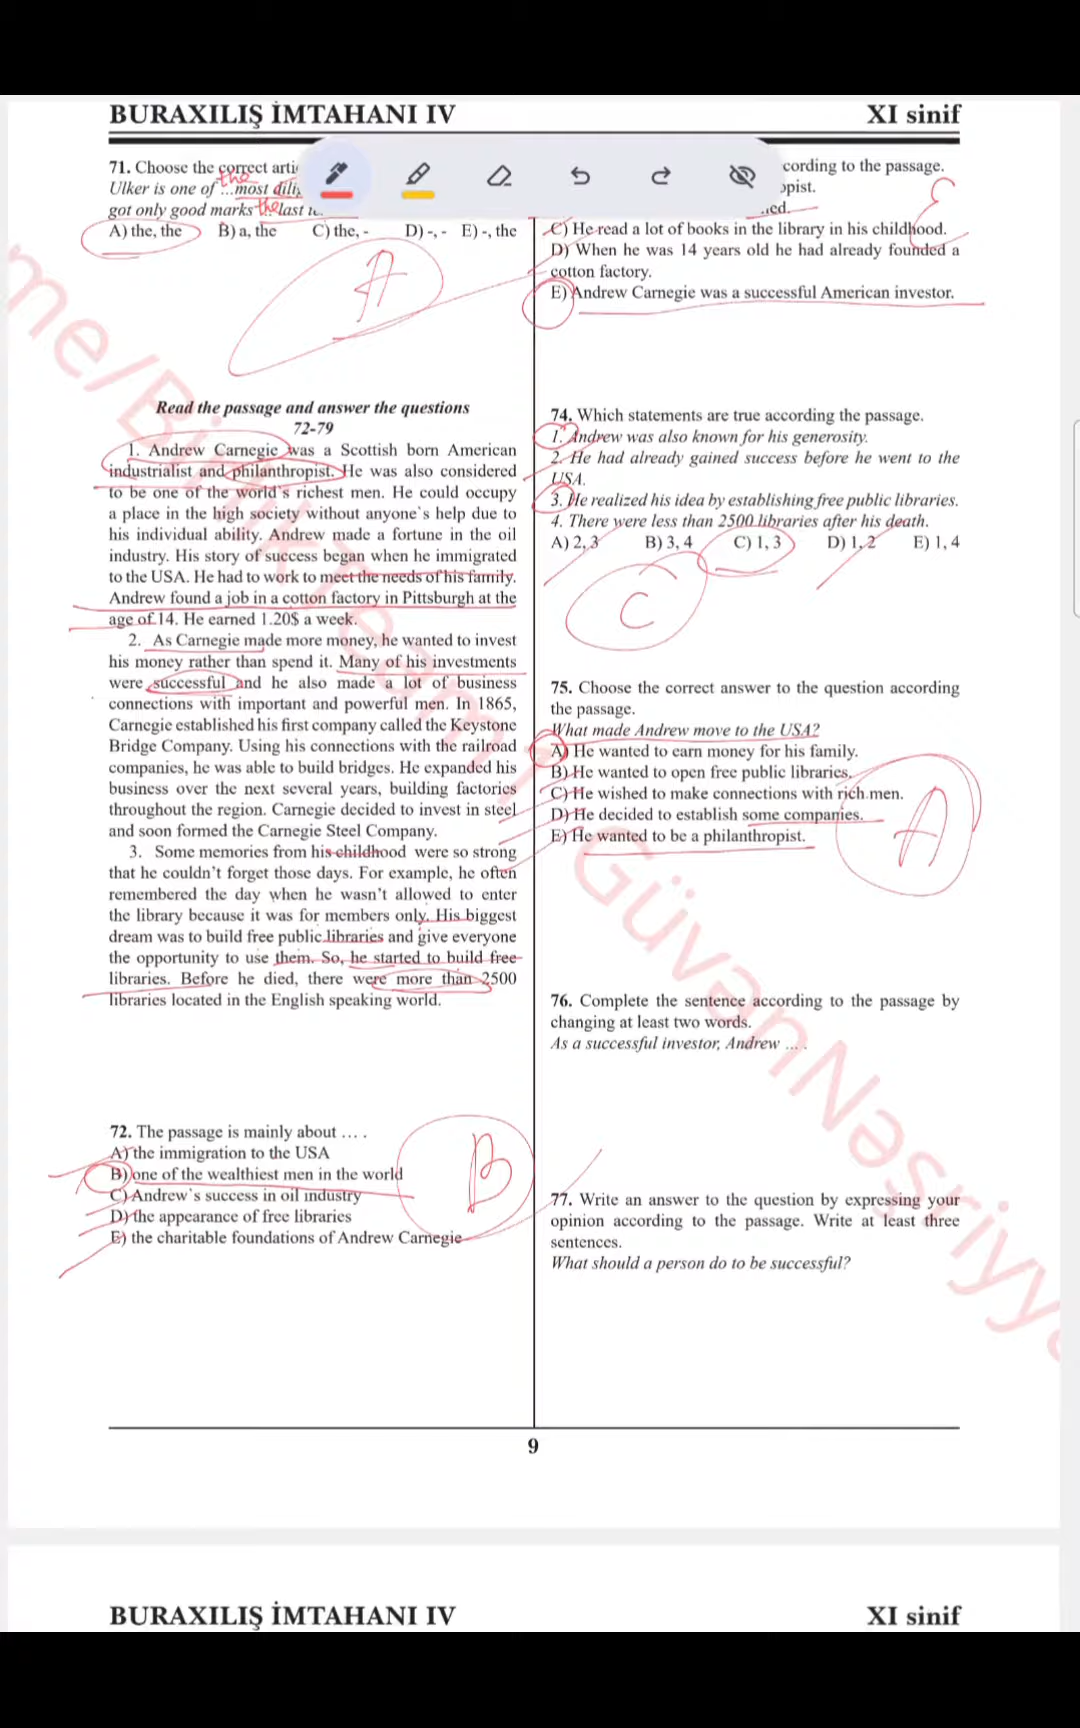 BURAXILIŞ İMTAHANI IV XI sinif
71. Choose the correct arti
the
Ulker is one of ...most dili
got only good marks the last t
A) the, the B) a, the C) the, - D) -, - E) -, the
A
Read the passage and answer the questions
72-79
1. Andrew Carnegie was a Scottish born American
industrialist and philanthropist. He was also considered
to be one of the world`s richest men. He could occupy
a place in the high society without anyone`s help due to
his individual ability. Andrew made a fortune in the oil
industry. His story of success began when he immigrated
to the USA. He had to work to meet the needs of his family.
Andrew found a job in a cotton factory in Pittsburgh at the
age of 14. He earned 1.20$ a week.
2. As Carnegie made more money, he wanted to invest
his money rather than spend it. Many of his investments
were successful and he also made a lot of business
connections with important and powerful men. In 1865,
Carnegie established his first company called the Keystone
Bridge Company. Using his connections with the railroad
companies, he was able to build bridges. He expanded his
business over the next several years, building factories
throughout the region. Carnegie decided to invest in steel
and soon formed the Carnegie Steel Company.
3. Some memories from his childhood were so strong
that he couldn’t forget those days. For example, he often
remembered the day when he wasn’t allowed to enter
the library because it was for members only. His biggest
dream was to build free public libraries and give everyone
the opportunity to use them. So, he started to build free
libraries. Before he died, there were more than 2500
libraries located in the English speaking world.
72. The passage is mainly about ... .
A) the immigration to the USA
B) one of the wealthiest men in the world
C) Andrew`s success in oil industry
D) the appearance of free libraries
E) the charitable foundations of Andrew Carnegie
B
cording to the passage.
opist.
ied.
C) He read a lot of books in the library in his childhood.
D) When he was 14 years old he had already founded a
cotton factory.
E) Andrew Carnegie was a successful American investor.
E
74. Which statements are true according the passage.
1. Andrew was also known for his generosity.
2. He had already gained success before he went to the
USA.
3. He realized his idea by establishing free public libraries.
4. There were less than 2500 libraries after his death.
A) 2, 3 B) 3, 4 C) 1, 3 D) 1, 2 E) 1, 4
C
75. Choose the correct answer to the question according
the passage.
What made Andrew move to the USA?
A) He wanted to earn money for his family.
B) He wanted to open free public libraries.
C) He wished to make connections with rich men.
D) He decided to establish some companies.
E) He wanted to be a philanthropist.
A
76. Complete the sentence according to the passage by
changing at least two words.
As a successful investor, Andrew ... .
77. Write an answer to the question by expressing your
opinion according to the passage. Write at least three
sentences.
What should a person do to be successful?
9
BURAXILIŞ İMTAHANI IV XI sinif